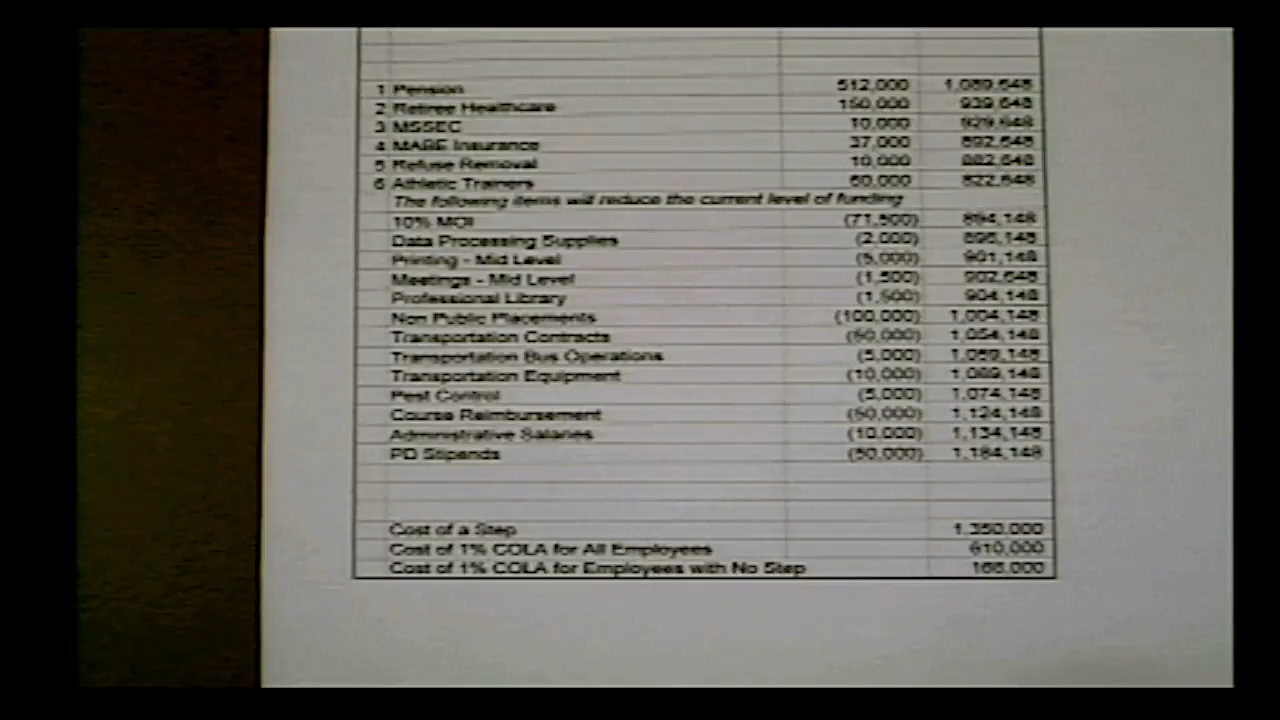 1 Pension 512,000 1,089,648
2 Retiree Healthcare 150,000 939,648
3 MSSEC 10,000 929,648
4 MABE Insurance 37,000 892,648
5 Refuse Removal 10,000 882,648
6 Athletic Trainers 60,000 822,648
The following items will reduce the current level of funding
10% MOI (71,500) 894,148
Data Processing Supplies (2,000) 896,148
Printing - Mid Level (5,000) 901,148
Meetings - Mid Level (1,500) 902,648
Professional Library (1,500) 904,148
Non Public Placements (100,000) 1,004,148
Transportation Contracts (50,000) 1,054,148
Transportation Bus Operations (5,000) 1,059,148
Transportation Equipment (10,000) 1,069,148
Pest Control (5,000) 1,074,148
Course Reimbursement (50,000) 1,124,148
Administrative Salaries (10,000) 1,134,148
PD Stipends (50,000) 1,184,148
Cost of a Step 1,350,000
Cost of 1% COLA for All Employees 610,000
Cost of 1% COLA for Employees with No Step